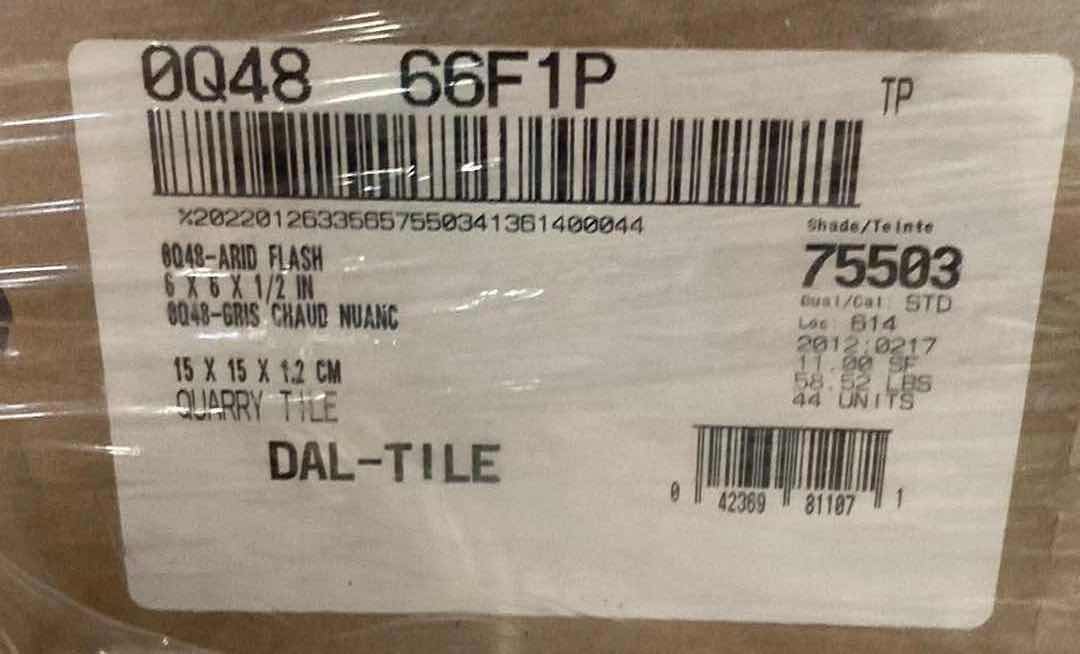 0Q48 66F1P TP
%2022012633565755034136140​0044
Shade/Teinte
75503
Qual/Cal: STD
Loc: 614
2012:0217
11.00 SF
58.52 LBS
44 UNITS
0Q48-ARID FLASH
6 X 6 X 1/2 IN
0Q48-GRIS CHAUD NUANC
15 X 15 X 1.2 CM
QUARRY TILE
DAL-TILE
0 42369 81107 1